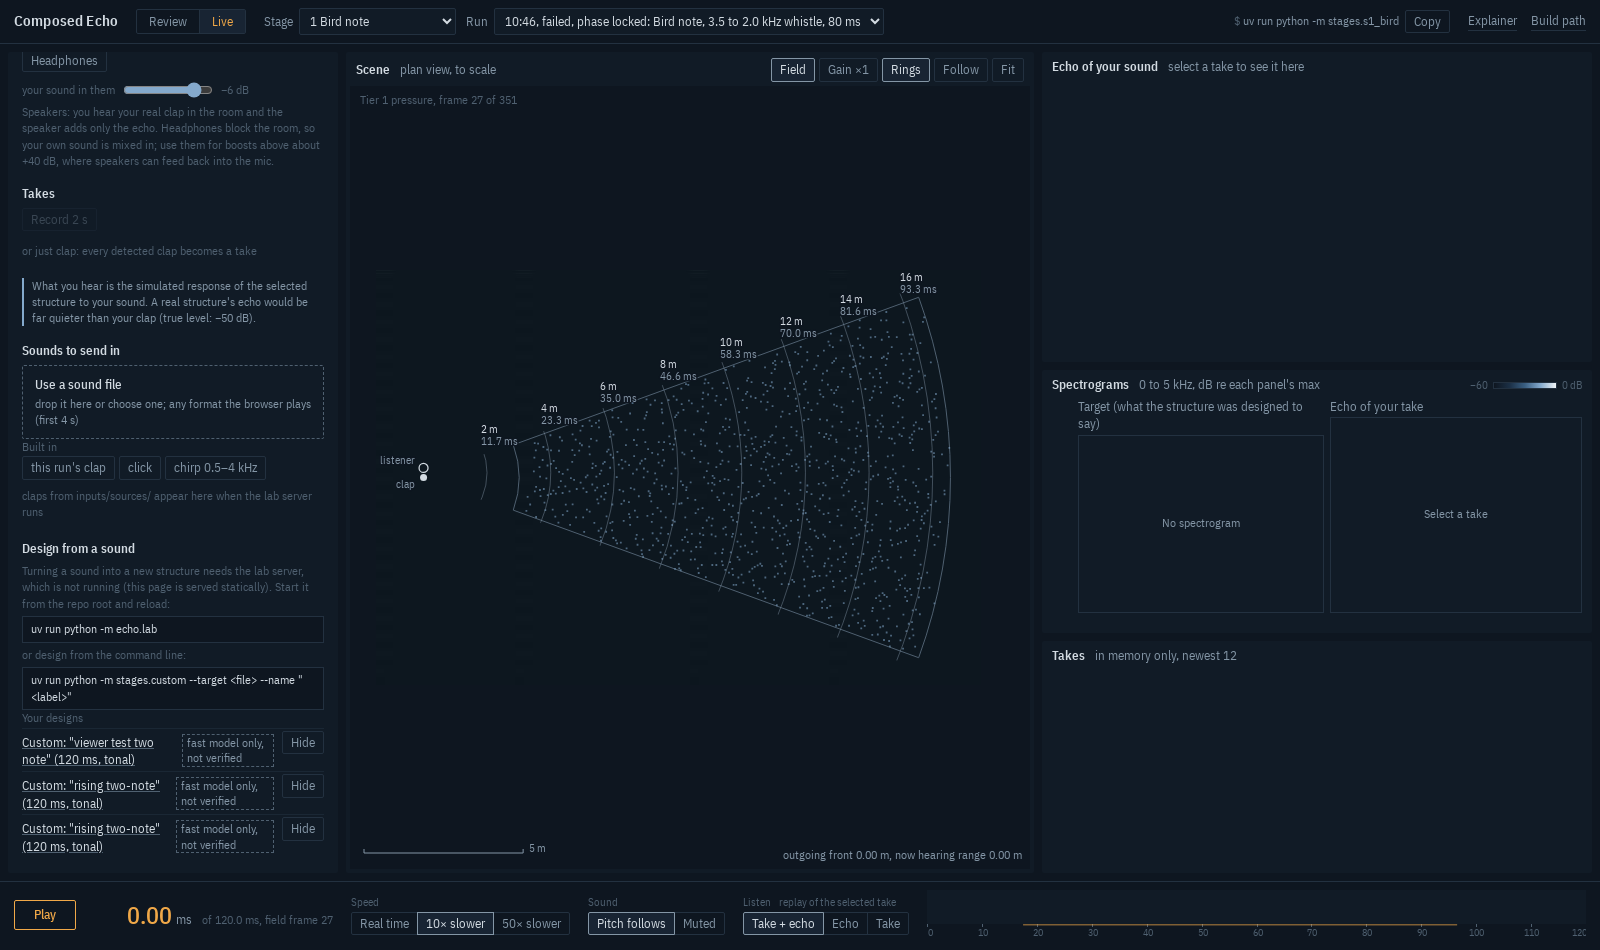 Composed Echo
Review
Live
Stage
1 Bird note
Run
10:46, failed, phase locked: Bird note, 3.5 to 2.0 kHz whistle, 80 ms
$ uv run python -m stages.s1_bird
Copy
Explainer
Build path
Headphones
your sound in them
−6 dB
Speakers: you hear your real clap in the room and the
speaker adds only the echo. Headphones block the room, so
your own sound is mixed in; use them for boosts above about
+40 dB, where speakers can feed back into the mic.
Takes
Record 2 s
or just clap: every detected clap becomes a take
What you hear is the simulated response of the selected
structure to your sound. A real structure's echo would be
far quieter than your clap (true level: −50 dB).
Sounds to send in
Use a sound file
drop it here or choose one; any format the browser plays
(first 4 s)
Built in
this run's clap
click
chirp 0.5–4 kHz
claps from inputs/sources/ appear here when the lab server
runs
Design from a sound
Turning a sound into a new structure needs the lab server,
which is not running (this page is served statically). Start it
from the repo root and reload:
uv run python -m echo.lab
or design from the command line:
uv run python -m stages.custom --target <file> --name "
<label>"
Your designs
Custom: "viewer test two
note" (120 ms, tonal)
fast model only,
not verified
Hide
Custom: "rising two-note"
(120 ms, tonal)
fast model only,
not verified
Hide
Custom: "rising two-note"
(120 ms, tonal)
fast model only,
not verified
Hide
Scene
plan view, to scale
Field
Gain ×1
Rings
Follow
Fit
Tier 1 pressure, frame 27 of 351
16 m
93.3 ms
14 m
81.6 ms
12 m
70.0 ms
10 m
58.3 ms
8 m
46.6 ms
6 m
35.0 ms
4 m
23.3 ms
2 m
11.7 ms
listener
clap
5 m
outgoing front 0.00 m, now hearing range 0.00 m
Echo of your sound
select a take to see it here
Spectrograms
0 to 5 kHz, dB re each panel's max
−60
0 dB
Target (what the structure was designed to
say)
Echo of your take
No spectrogram
Select a take
Takes
in memory only, newest 12
Play
0.00 ms
of 120.0 ms, field frame 27
Speed
Real time
10× slower
50× slower
Sound
Pitch follows
Muted
Listen
replay of the selected take
Take + echo
Echo
Take
0
10
20
30
40
50
60
70
80
90
100
110
120